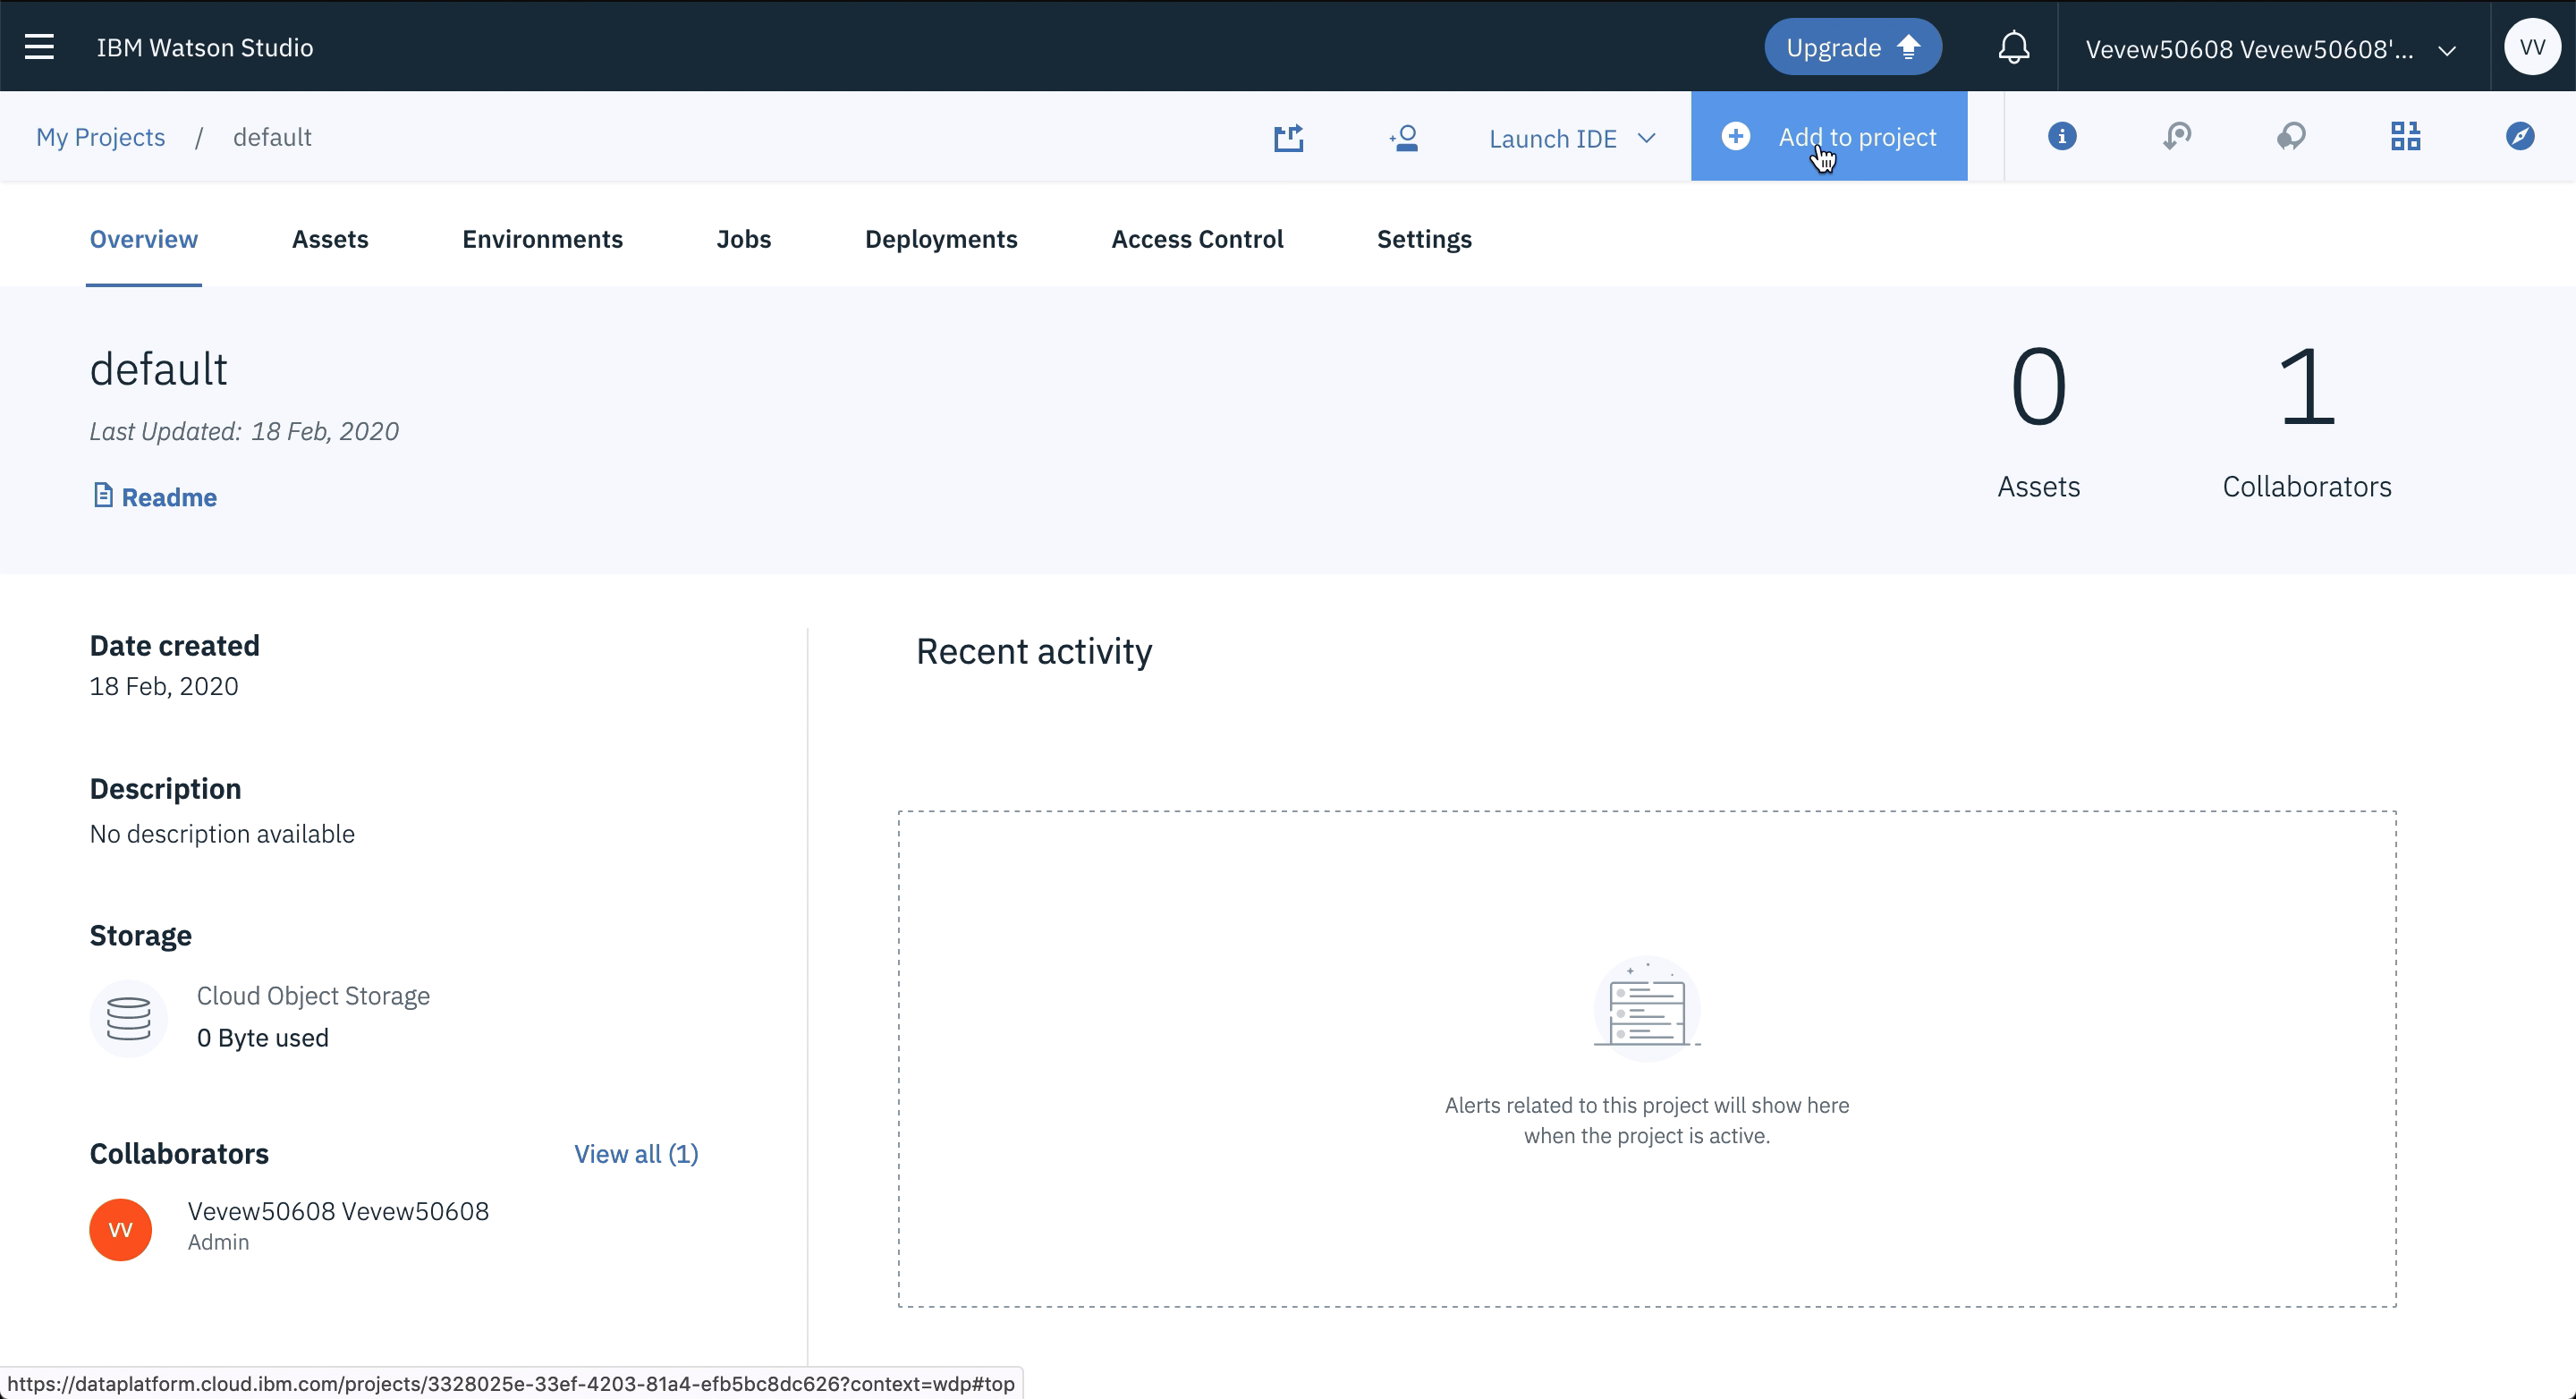 IBM Watson Studio
Upgrade
Vevew50608 Vevew50608'...
VV
My Projects / default
Launch IDE
Add to project
Overview
Assets
Environments
Jobs
Deployments
Access Control
Settings
default
Last Updated: 18 Feb, 2020
Readme
0
Assets
1
Collaborators
Date created
18 Feb, 2020
Description
No description available
Storage
Cloud Object Storage
0 Byte used
Collaborators
View all (1)
VV
Vevew50608 Vevew50608
Admin
Recent activity
Alerts related to this project will show here
when the project is active.
https://dataplatform.cloud.ibm.com/projects/3328025e-33ef-4203-81a4-efb5bc8dc626?context=wdp#top